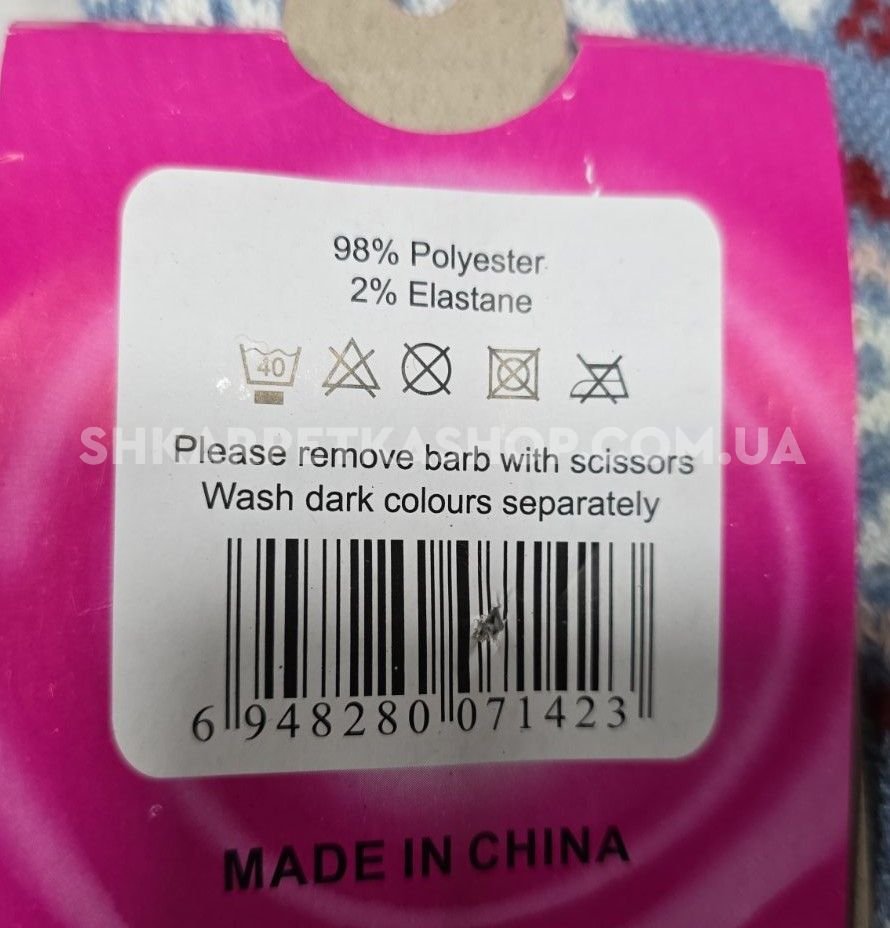 98% Polyester
2% Elastane
40
SHKARPETKASHOP.COM.UA
Please remove barb with scissors
Wash dark colours separately
6 948280 071423
MADE IN CHINA